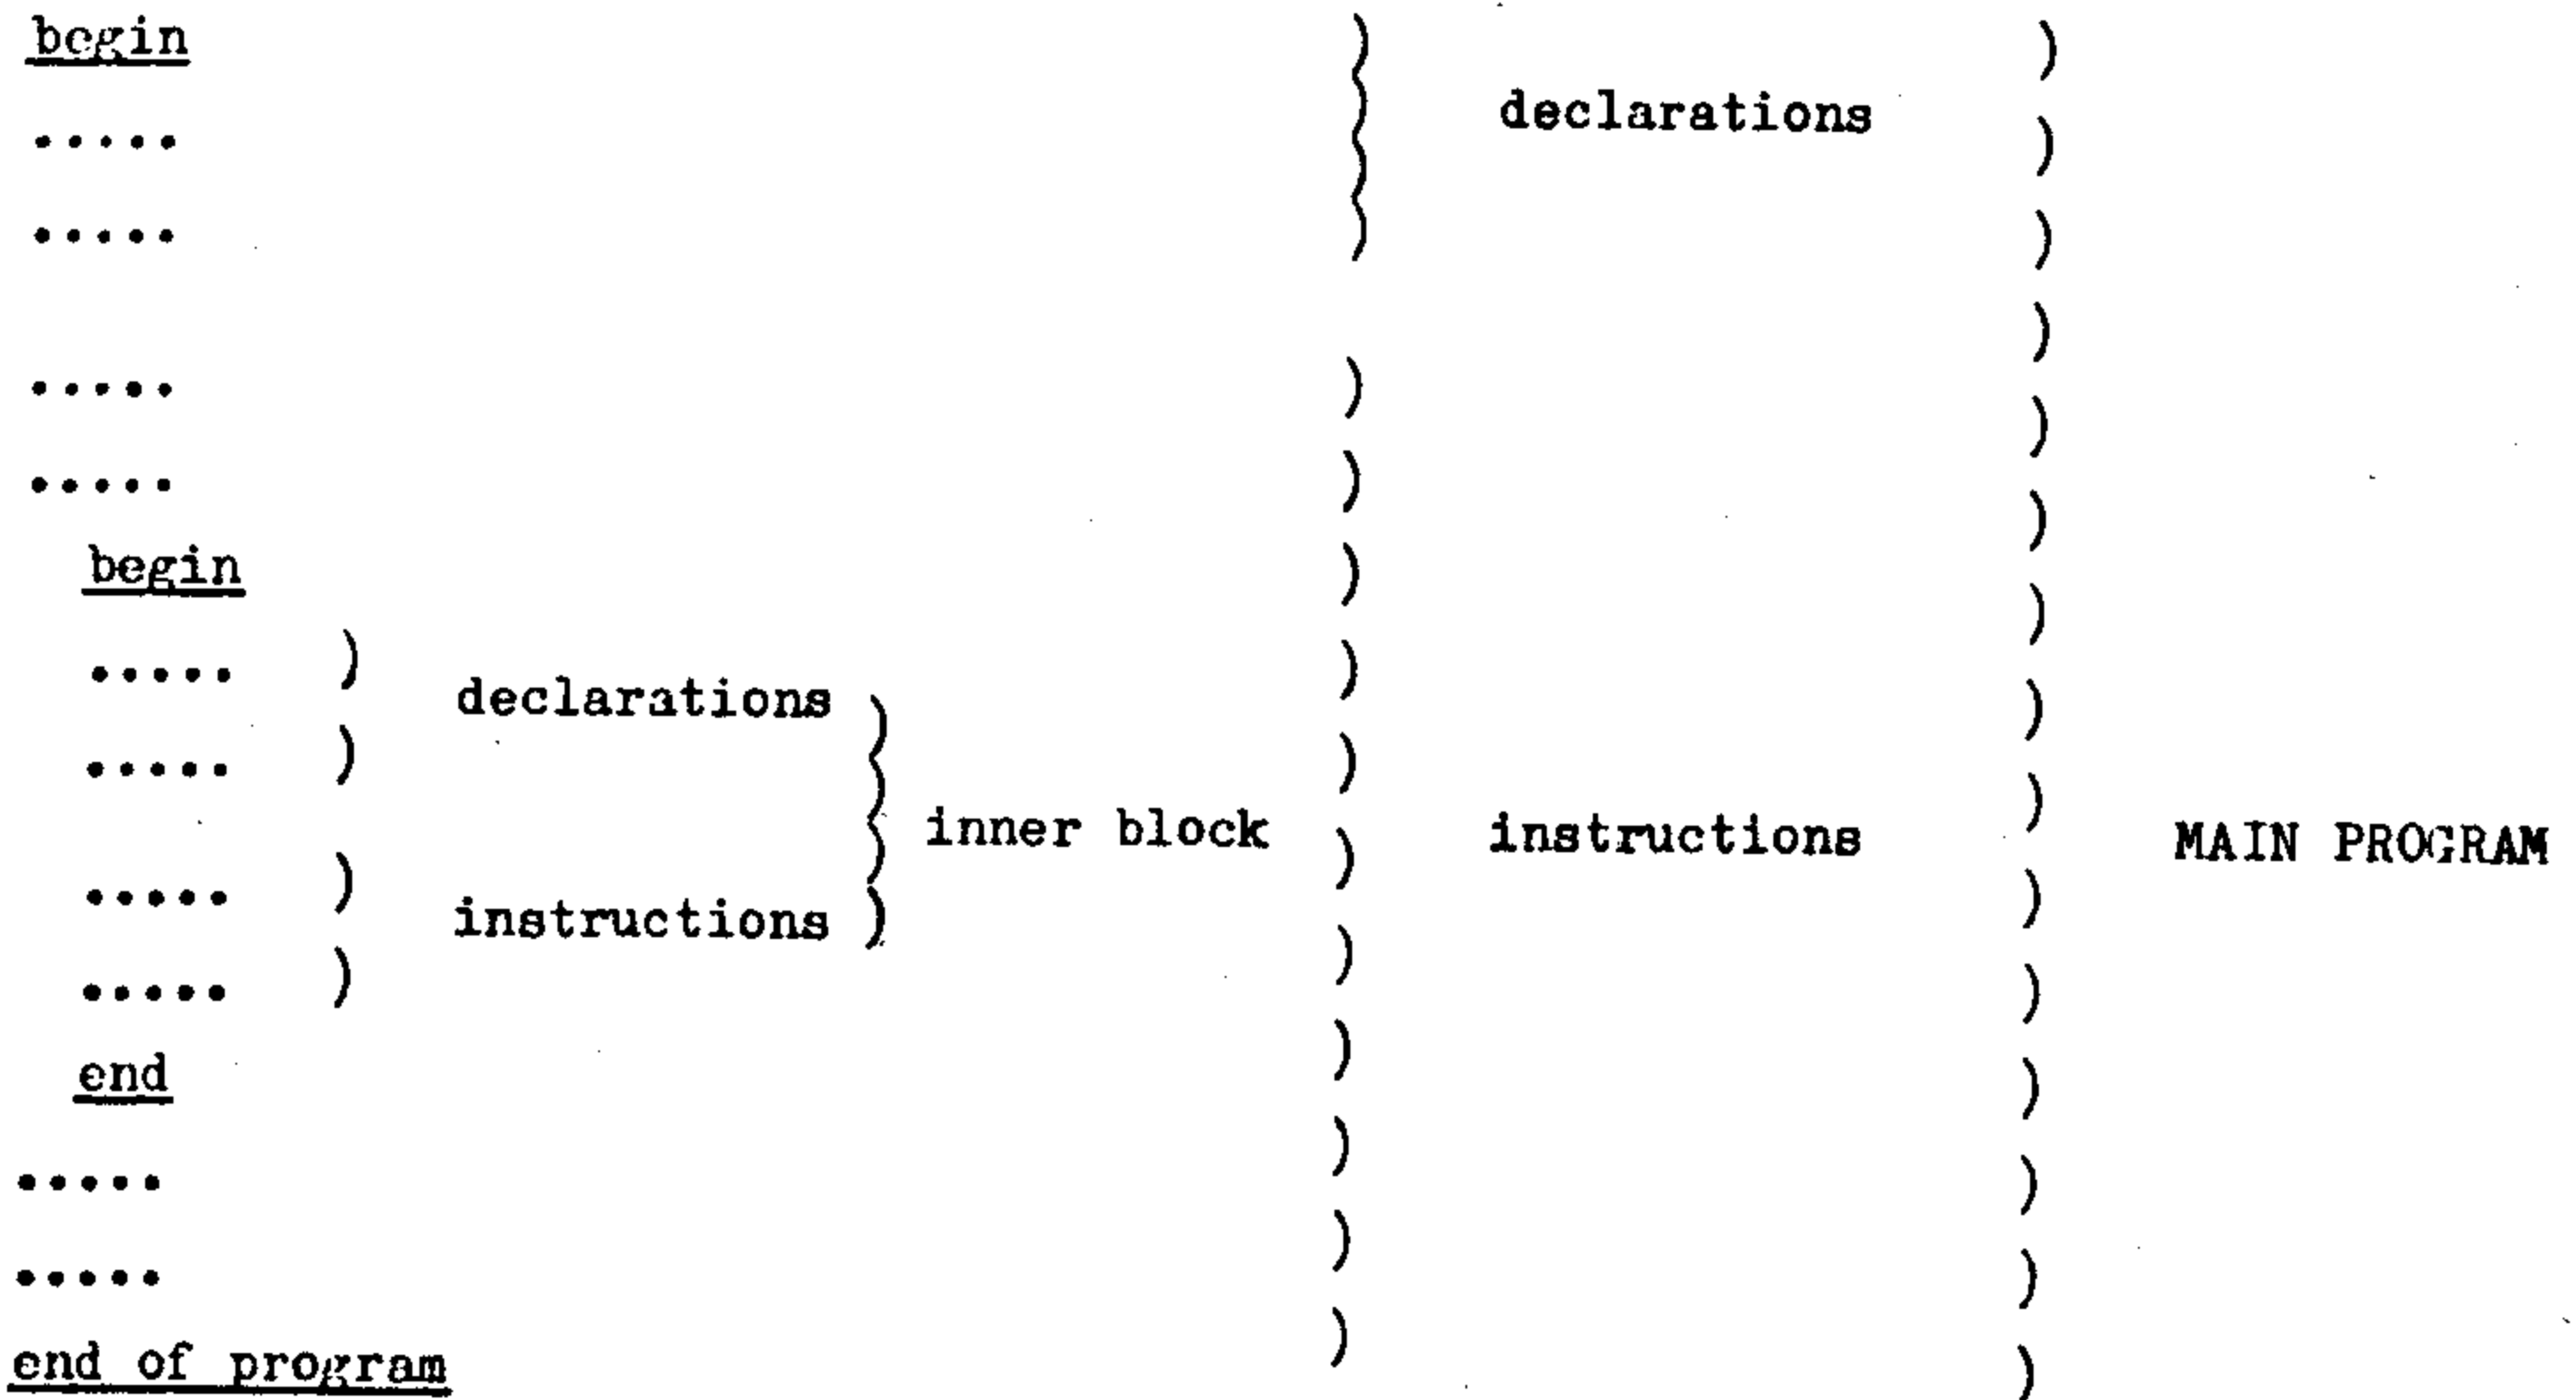 begin
declarations
.....
.....
.....
.....
begin
.....
declarations
.....
inner block
instructions
MAIN PROGRAM
.....
instructions
.....
end
.....
.....
end of program